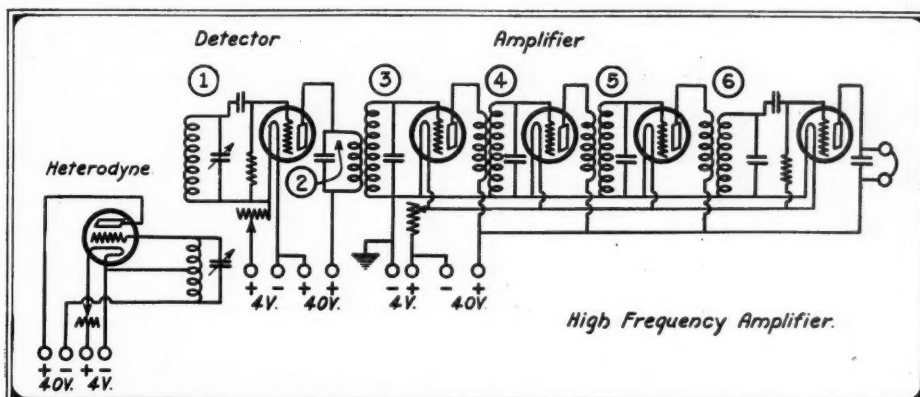 Detector
Amplifier
1
3
4
5
6
2
Heterodyne
+ 4V. - + 40V. +
- + 4V. - 40V. +
High Frequency Amplifier.
+ - + -
40V. 4V.